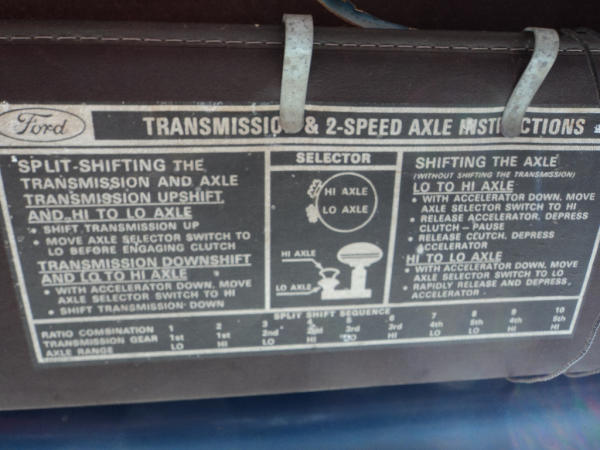 Ford
TRANSMISSION & 2-SPEED AXLE INSTRUCTIONS
SPLIT-SHIFTING THE
TRANSMISSION AND AXLE
TRANSMISSION UPSHIFT
AND HI TO LO AXLE
• SHIFT TRANSMISSION UP
• MOVE AXLE SELECTOR SWITCH TO
LO BEFORE ENGAGING CLUTCH
TRANSMISSION DOWNSHIFT
AND LO TO HI AXLE
• WITH ACCELERATOR DOWN, MOVE
AXLE SELECTOR SWITCH TO HI
• SHIFT TRANSMISSION DOWN
SELECTOR
HI AXLE
LO AXLE
HI AXLE
LO AXLE
SHIFTING THE AXLE
(WITHOUT SHIFTING THE TRANSMISSION)
LO TO HI AXLE
• WITH ACCELERATOR DOWN, MOVE
AXLE SELECTOR SWITCH TO HI
• RELEASE ACCELERATOR, DEPRESS
CLUTCH - PAUSE
• RELEASE CLUTCH, DEPRESS
ACCELERATOR
HI TO LO AXLE
• WITH ACCELERATOR DOWN, MOVE
AXLE SELECTOR SWITCH TO LO
• RAPIDLY RELEASE AND DEPRESS
ACCELERATOR
SPLIT SHIFT SEQUENCE
RATIO COMBINATION 1 2 3 4 5 6 7 8 9 10
TRANSMISSION GEAR 1st 1st 2nd 2nd 3rd 3rd 4th 5th 4th 5th
AXLE RANGE LO HI LO HI LO HI LO LO HI HI